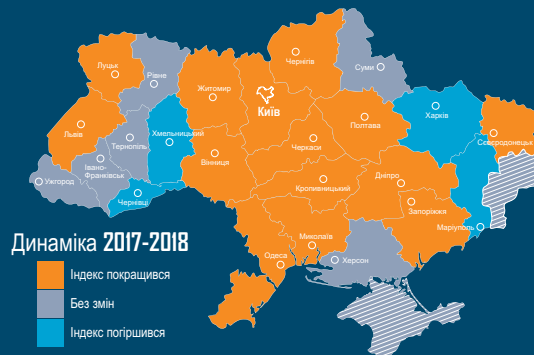 Чернігів
Суми
Луцьк
Рівне
Житомир
Київ
Харків
Львів
Полтава
Хмельницький
Тернопіль
Сєвєродонецьк
Черкаси
Вінниця
Івано-
Франківськ
Ужгород
Дніпро
Кропивницький
Чернівці
Запоріжжя
Маріуполь
Миколаїв
Одеса
Херсон
Динаміка 2017-2018
Індекс покращився
Без змін
Індекс погіршився